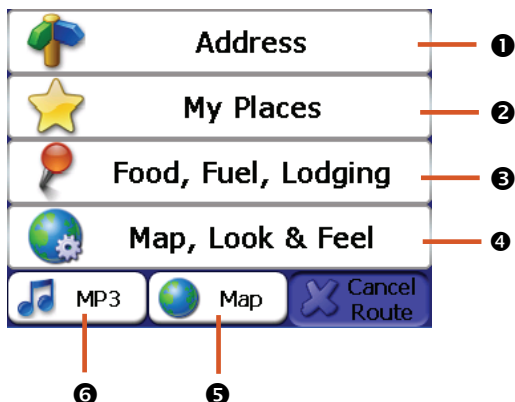 Address ❶
My Places ❷
Food, Fuel, Lodging ❸
Map, Look & Feel ❹
MP3 Map Cancel
Route
❻ ❺